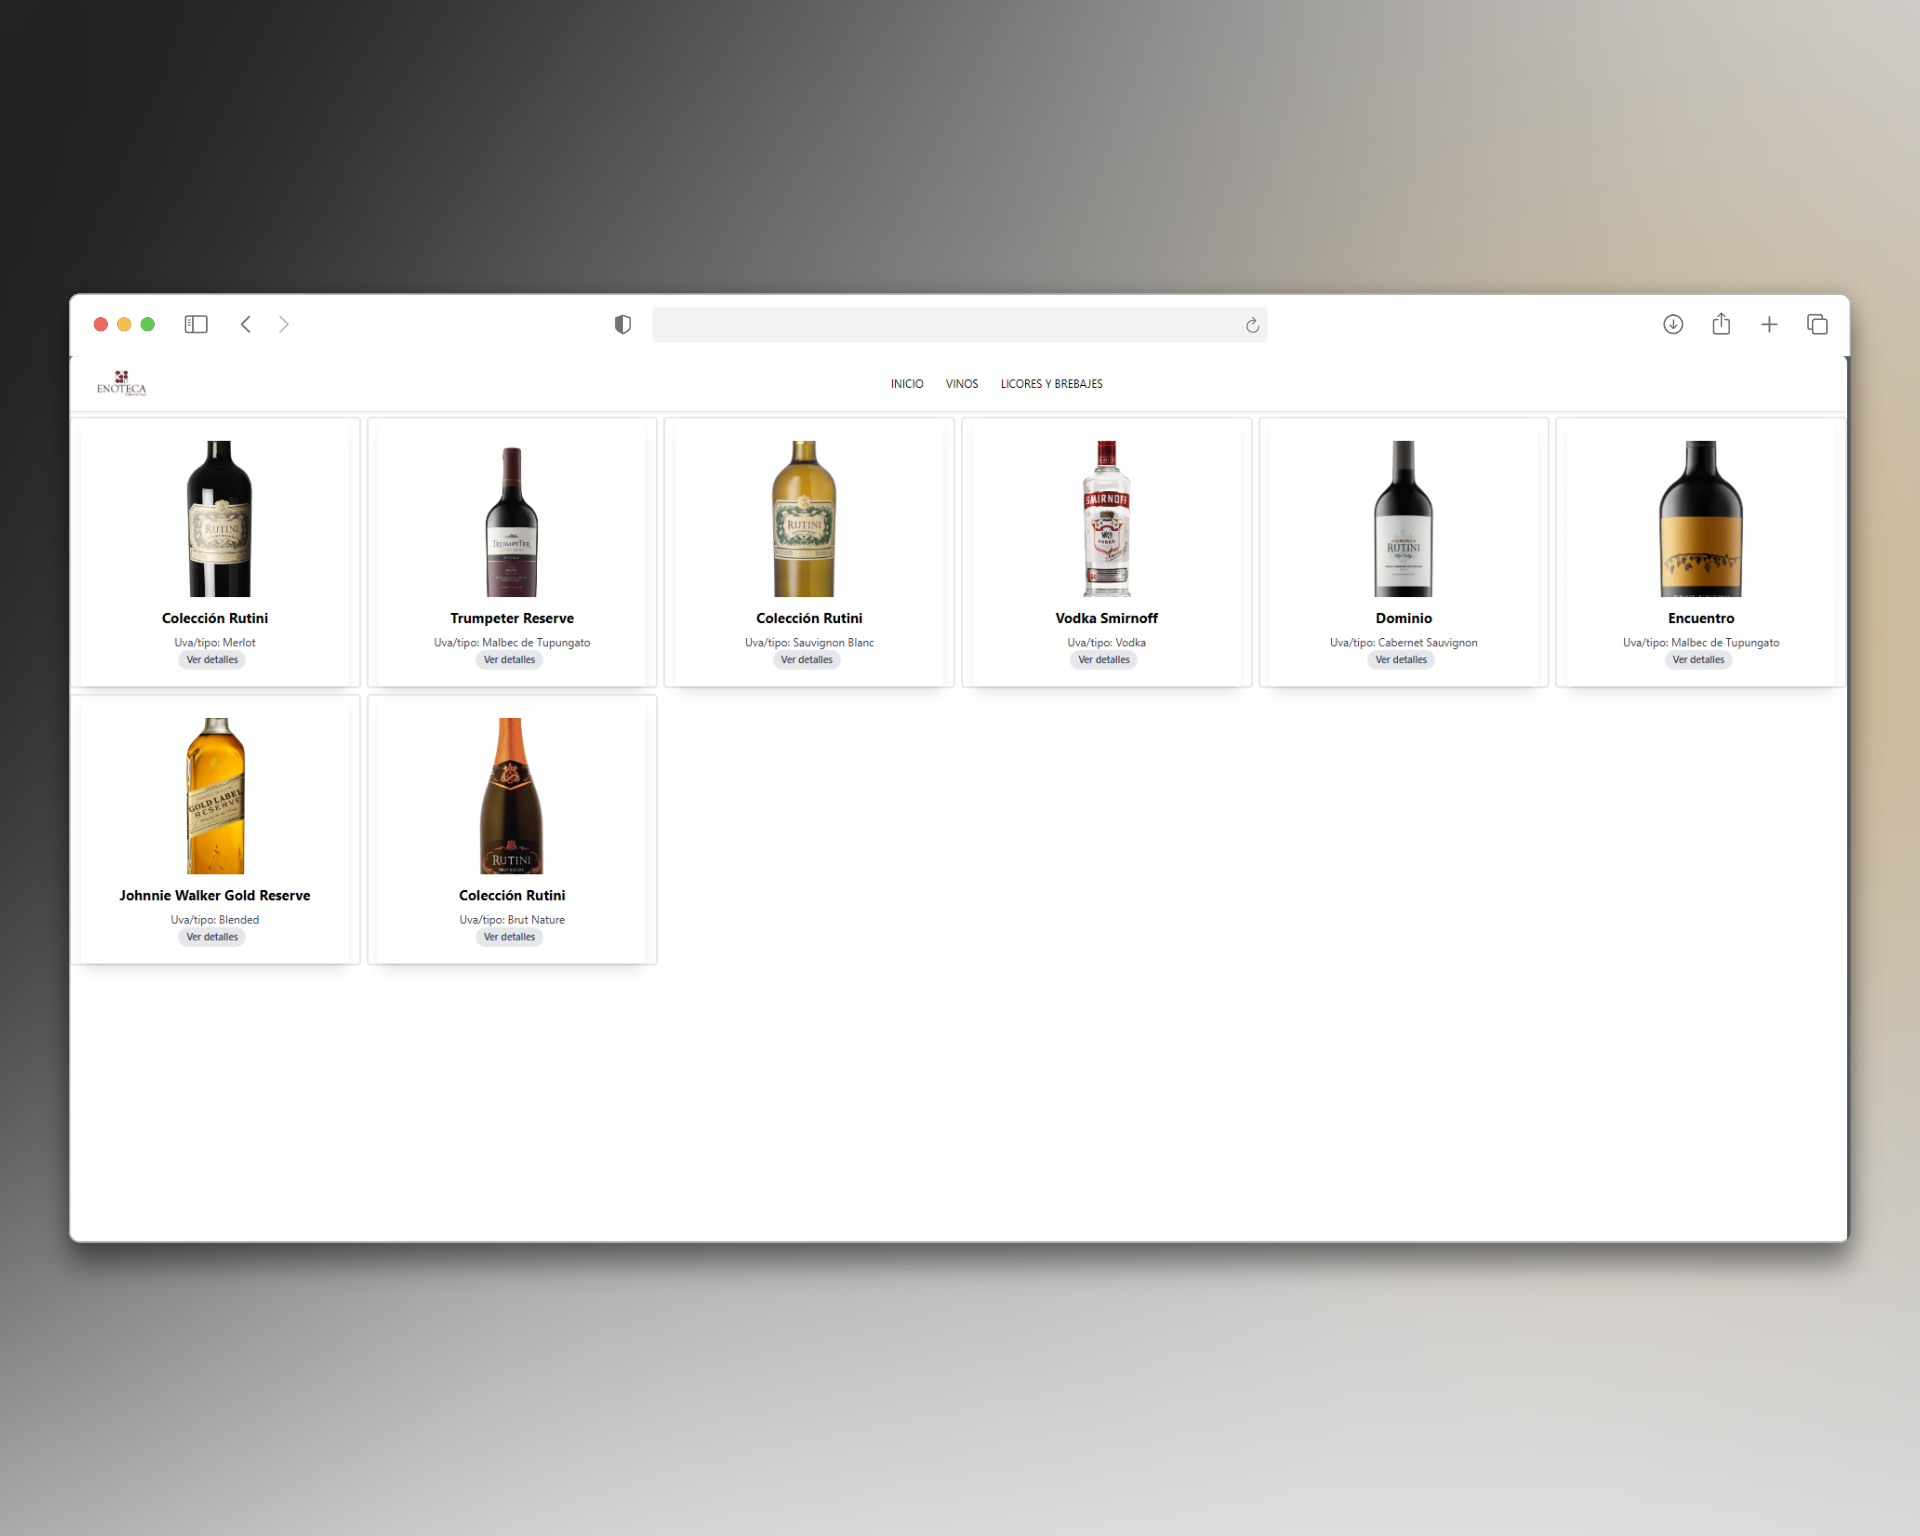 ENOTECA
INICIO
VINOS
LICORES Y BREBAJES
RUTINI
Colección Rutini
Uva/tipo: Merlot
Ver detalles
TRUMPETER
Trumpeter Reserve
Uva/tipo: Malbec de Tupungato
Ver detalles
RUTINI
Colección Rutini
Uva/tipo: Sauvignon Blanc
Ver detalles
SMIRNOFF
VODKA
Vodka Smirnoff
Uva/tipo: Vodka
Ver detalles
RUTINI
Dominio
Uva/tipo: Cabernet Sauvignon
Ver detalles
Encuentro
Uva/tipo: Malbec de Tupungato
Ver detalles
GOLD LABEL
RESERVE
Johnnie Walker Gold Reserve
Uva/tipo: Blended
Ver detalles
RUTINI
Colección Rutini
Uva/tipo: Brut Nature
Ver detalles